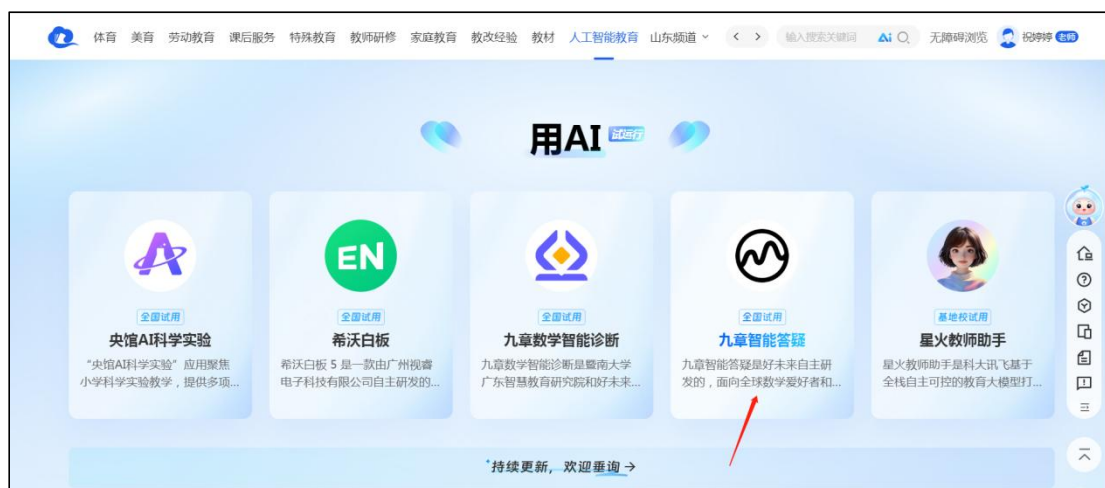 体育 美育 劳动教育 课后服务 特殊教育 教师研修 家庭教育 教改经验 教材 人工智能教育 山东频道 输入搜索关键词 Ai 无障碍浏览 祝婷婷 老师
用AI 试运行
全国试用
央馆AI科学实验
“央馆AI科学实验”应用聚焦
小学科学实验教学，提供多项...
EN
全国试用
希沃白板
希沃白板 5 是一款由广州视睿
电子科技有限公司自主研发的...
全国试用
九章数学智能诊断
九章数学智能诊断是暨南大学
广东智慧教育研究院和好未来...
全国试用
九章智能答疑
九章智能答疑是好未来自主研
发的，面向全球数学爱好者和...
基地校试用
星火教师助手
星火教师助手是科大讯飞基于
全栈自主可控的教育大模型打...
持续更新，欢迎垂询→